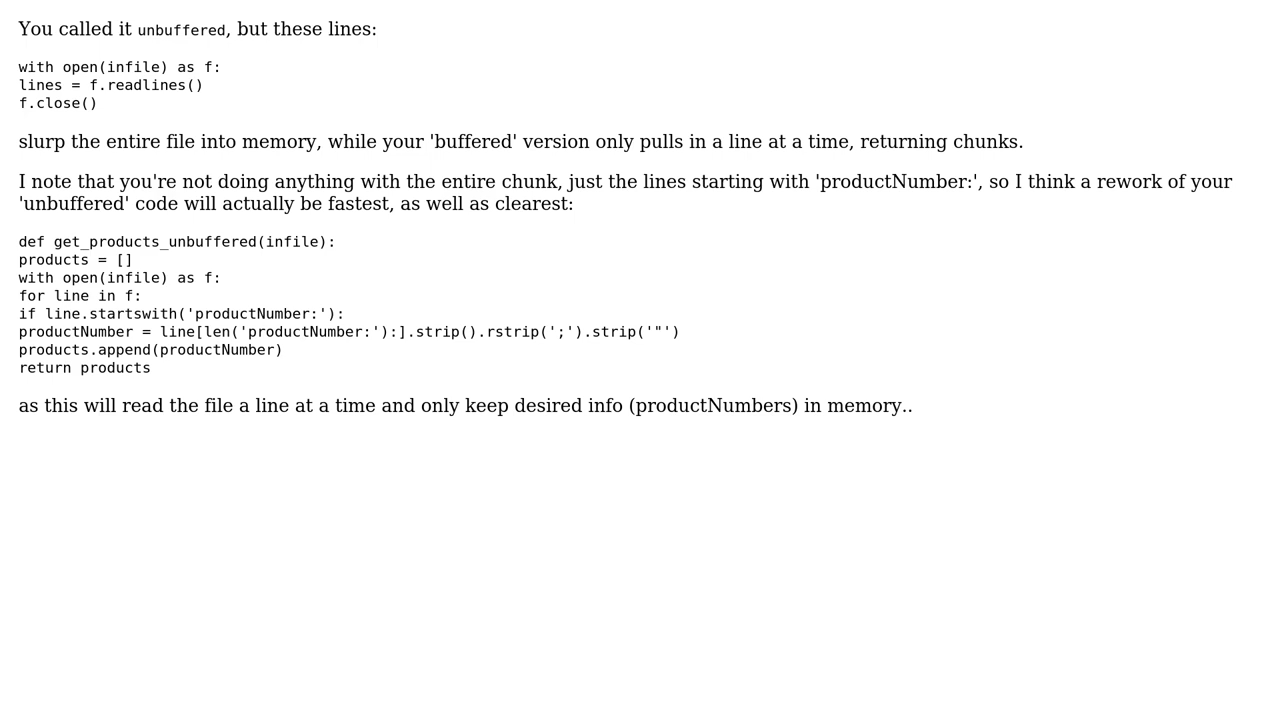 You called it unbuffered, but these lines:
with open(infile) as f:
lines = f.readlines()
f.close()
slurp the entire file into memory, while your 'buffered' version only pulls in a line at a time, returning chunks.
I note that you're not doing anything with the entire chunk, just the lines starting with 'productNumber:', so I think a rework of your
'unbuffered' code will actually be fastest, as well as clearest:
def get_products_unbuffered(infile):
products = []
with open(infile) as f:
for line in f:
if line.startswith('productNumber:'):
productNumber = line[len('productNumber:'):].strip().rstrip(';').strip('"')
products.append(productNumber)
return products
as this will read the file a line at a time and only keep desired info (productNumbers) in memory..